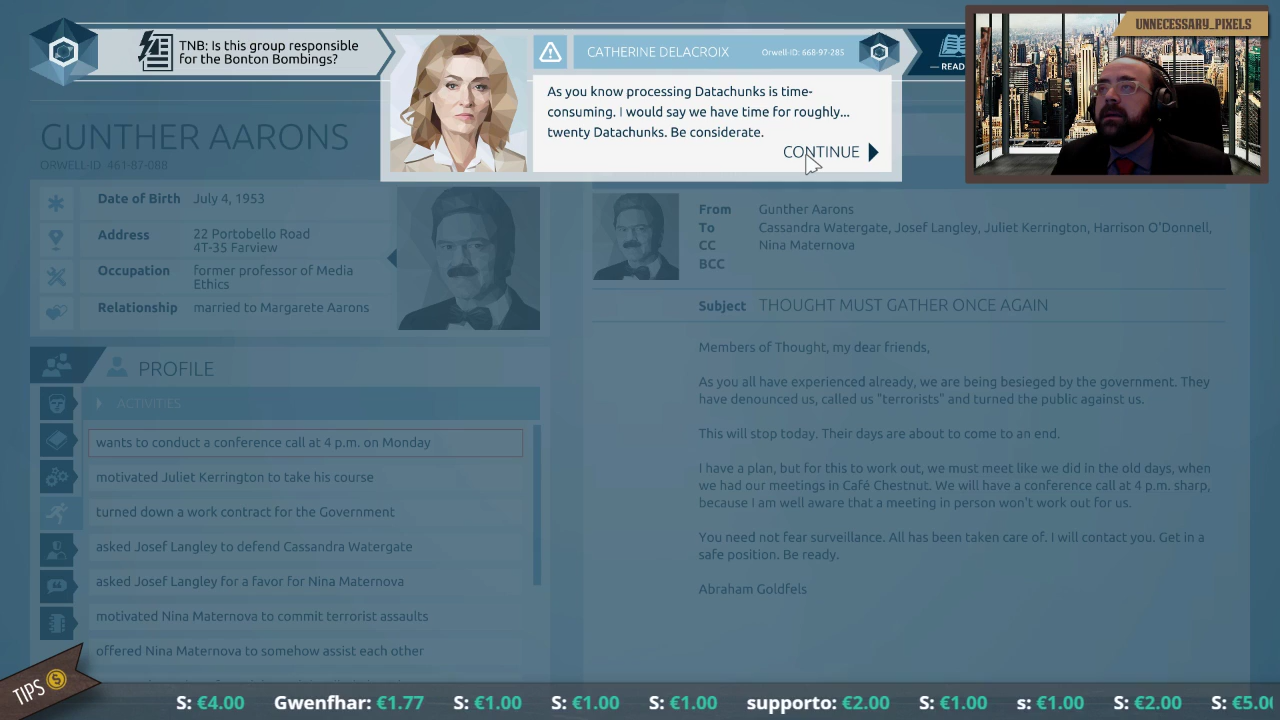 TNB: Is this group responsible
for the Bonton Bombings?
CATHERINE DELACROIX
Orwell-ID: 668-97-285
As you know processing Datachunks is time-
consuming. I would say we have time for roughly...
twenty Datachunks. Be considerate.
CONTINUE
READ
UNNECESSARY_PIXELS
GUNTHER AARONS
ORWELL-ID: 461-87-088
Date of Birth July 4, 1953
Address 22 Portobello Road
4T-35 Farview
Occupation former professor of Media
Ethics
Relationship married to Margarete Aarons
PROFILE
ACTIVITIES
wants to conduct a conference call at 4 p.m. on Monday
motivated Juliet Kerrington to take his course
turned down a work contract for the Government
asked Josef Langley to defend Cassandra Watergate
asked Josef Langley for a favor for Nina Maternova
motivated Nina Maternova to commit terrorist assaults
offered Nina Maternova to somehow assist each other
From Gunther Aarons
To Cassandra Watergate, Josef Langley, Juliet Kerrington, Harrison O'Donnell,
CC Nina Maternova
BCC
Subject THOUGHT MUST GATHER ONCE AGAIN
Members of Thought, my dear friends,
As you all have experienced already, we are being besieged by the government. They
have denounced us, called us "terrorists" and turned the public against us.
This will stop today. Their days are about to come to an end.
I have a plan, but for this to work out, we must meet like we did in the old days, when
we had our meetings in Café Chestnut. We will have a conference call at 4 p.m. sharp,
because I am well aware that a meeting in person won't work out for us.
You need not fear surveillance. All has been taken care of. I will contact you. Get in a
safe position. Be ready.
Abraham Goldfels
TIPS
S: €4.00 Gwenfhar: €1.77 S: €1.00 S: €1.00 S: €1.00 supporto: €2.00 S: €1.00 s: €1.00 S: €2.00 S: €5.00